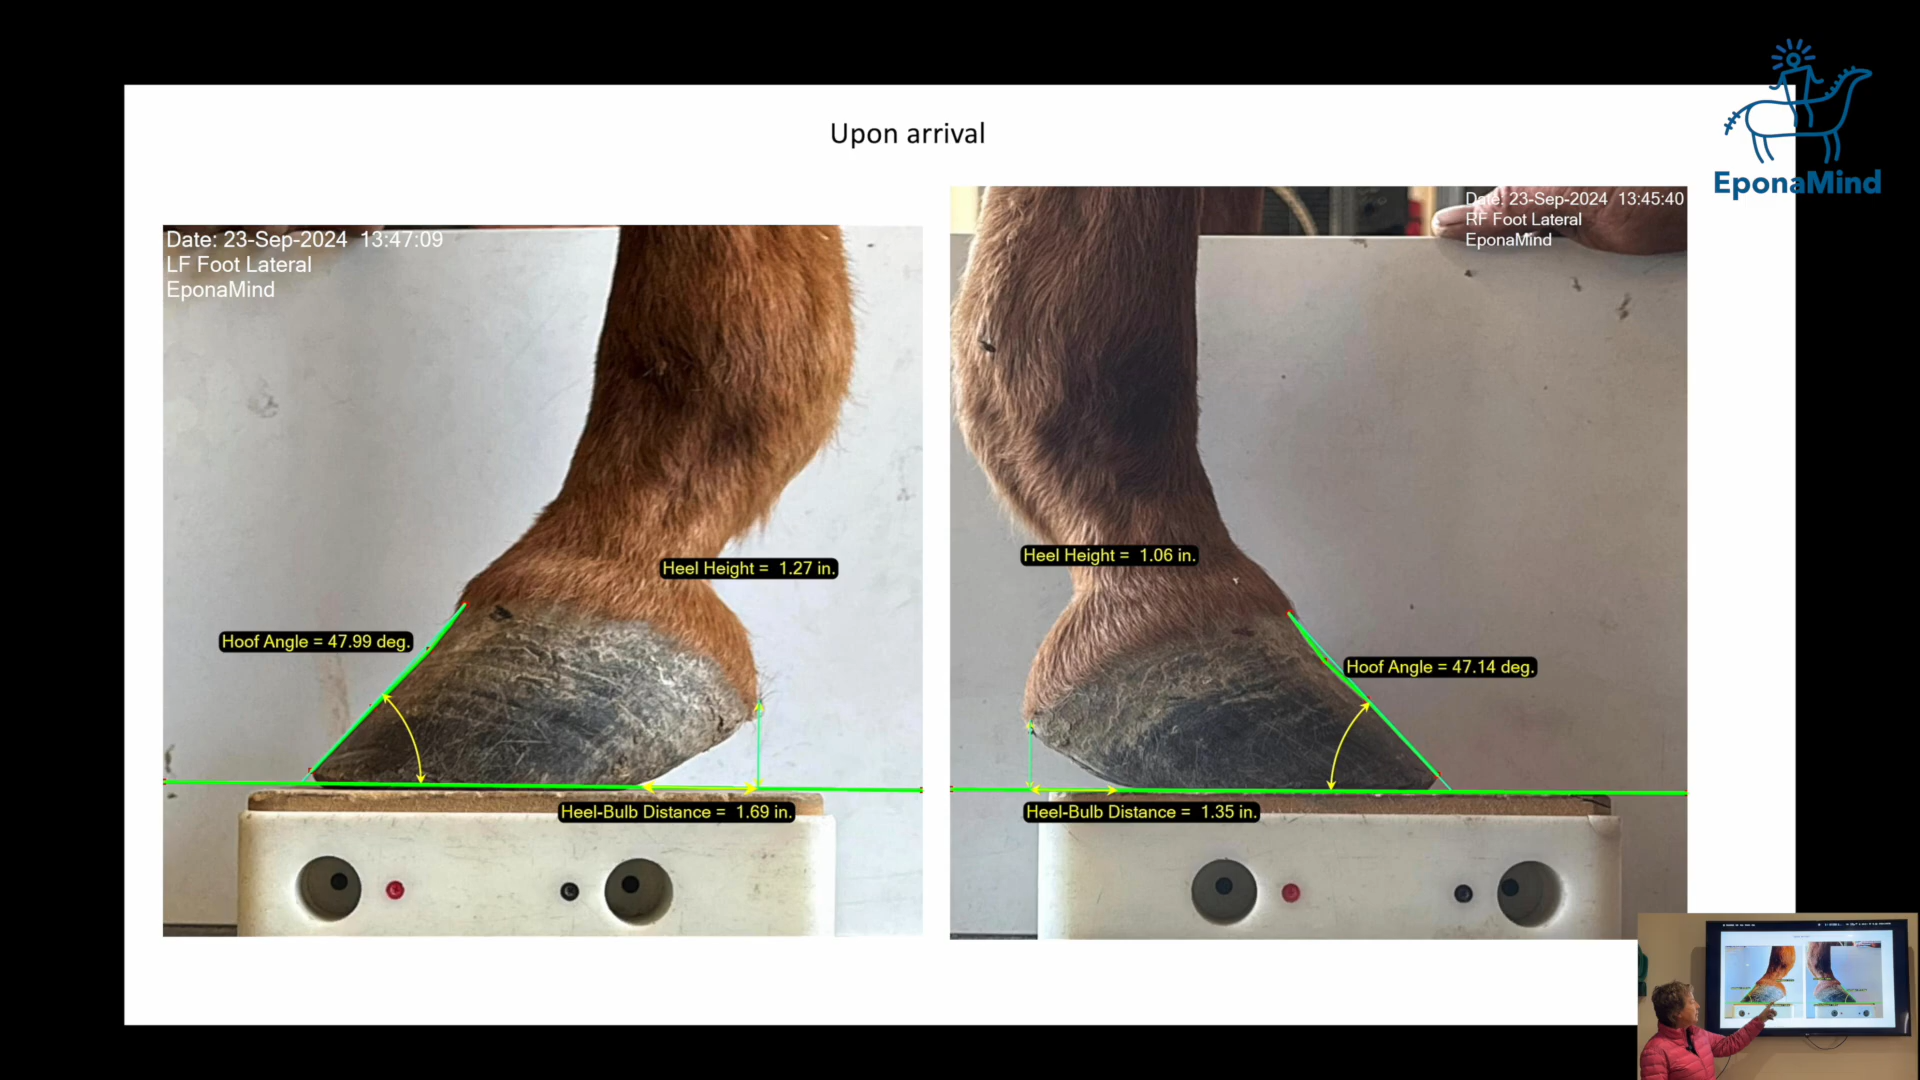 Upon arrival
EponaMind
Date: 23-Sep-2024 13:47:09
LF Foot Lateral
EponaMind
Heel Height = 1.27 in.
Hoof Angle = 47.99 deg.
Heel-Bulb Distance = 1.69 in.
Date: 23-Sep-2024 13:45:40
RF Foot Lateral
EponaMind
Heel Height = 1.06 in.
Hoof Angle = 47.14 deg.
Heel-Bulb Distance = 1.35 in.